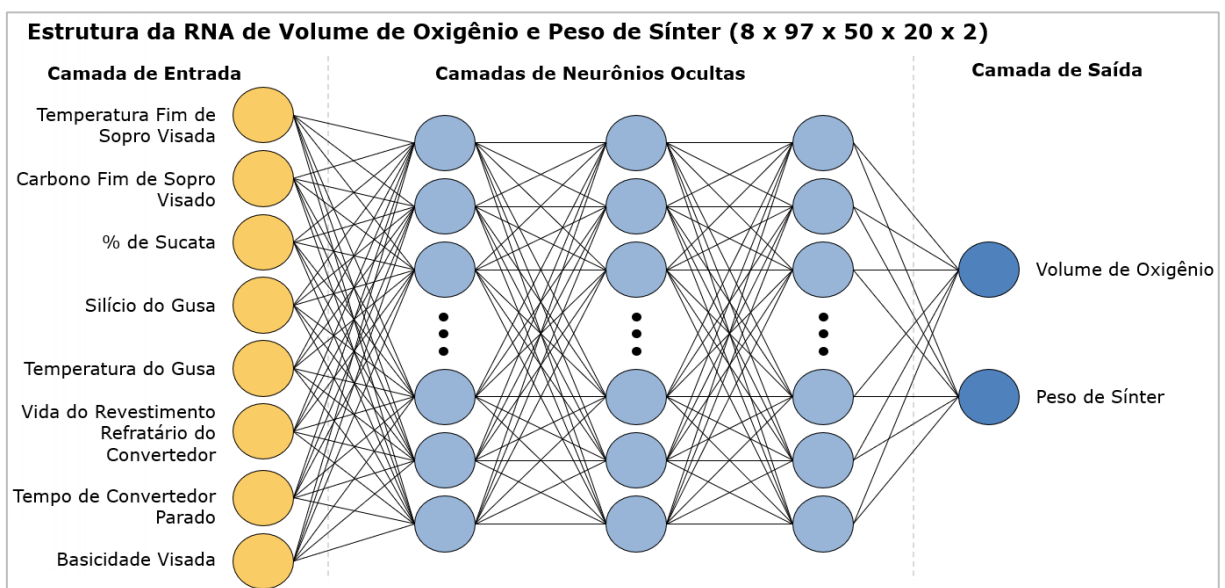 Estrutura da RNA de Volume de Oxigênio e Peso de Sínter (8 x 97 x 50 x 20 x 2)
Camada de Entrada
Camadas de Neurônios Ocultas
Camada de Saída
Temperatura Fim de
Sopro Visada
Carbono Fim de Sopro
Visado
% de Sucata
Silício do Gusa
Temperatura do Gusa
Vida do Revestimento
Refratário do
Convertedor
Tempo de Convertedor
Parado
Basicidade Visada
Volume de Oxigênio
Peso de Sínter